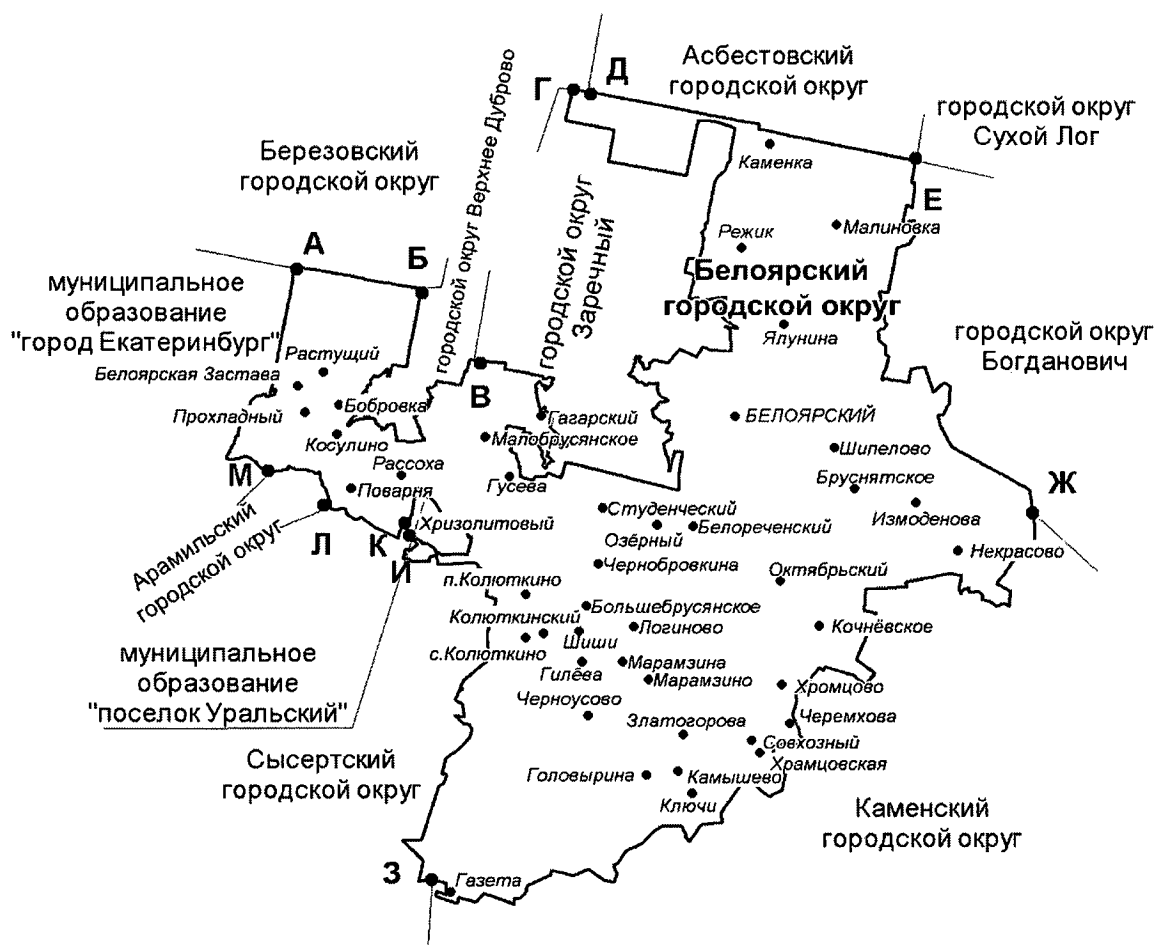 Г
Д
Асбестовский
городской округ
городской округ
Сухой Лог
Березовский
городской округ
городской округ Верхнее Дуброво
городской округ
Заречный
Каменка
Е
Малиновка
Режик
Белоярский
городской округ
А
Б
муниципальное
образование
"город Екатеринбург"
Ялунина
городской округ
Богданович
Растущий
Белоярская Застава
Прохладный
Бобровка
Косулино
В
Гагарский
Малобрусянское
БЕЛОЯРСКИЙ
Шипелово
Бруснятское
Измоденова
Ж
Некрасово
М
Рассоха
Поварня
Гусева
Л
К
Хризолитовый
И
Студенческий
Озёрный
Белореченский
Чернобровкина
Октябрьский
Арамильский
городской округ
п.Колюткино
Колюткинский
с.Колюткино
Большебрусянское
Логиново
Шиши
Гилёва
Кочнёвское
муниципальное
образование
"поселок Уральский"
Марамзина
Марамзино
Черноусово
Хромцово
Черемхова
Златогорова
Совхозный
Храмцовская
Сысертский
городской округ
Головырина
Камышево
Ключи
Каменский
городской округ
З
Газета